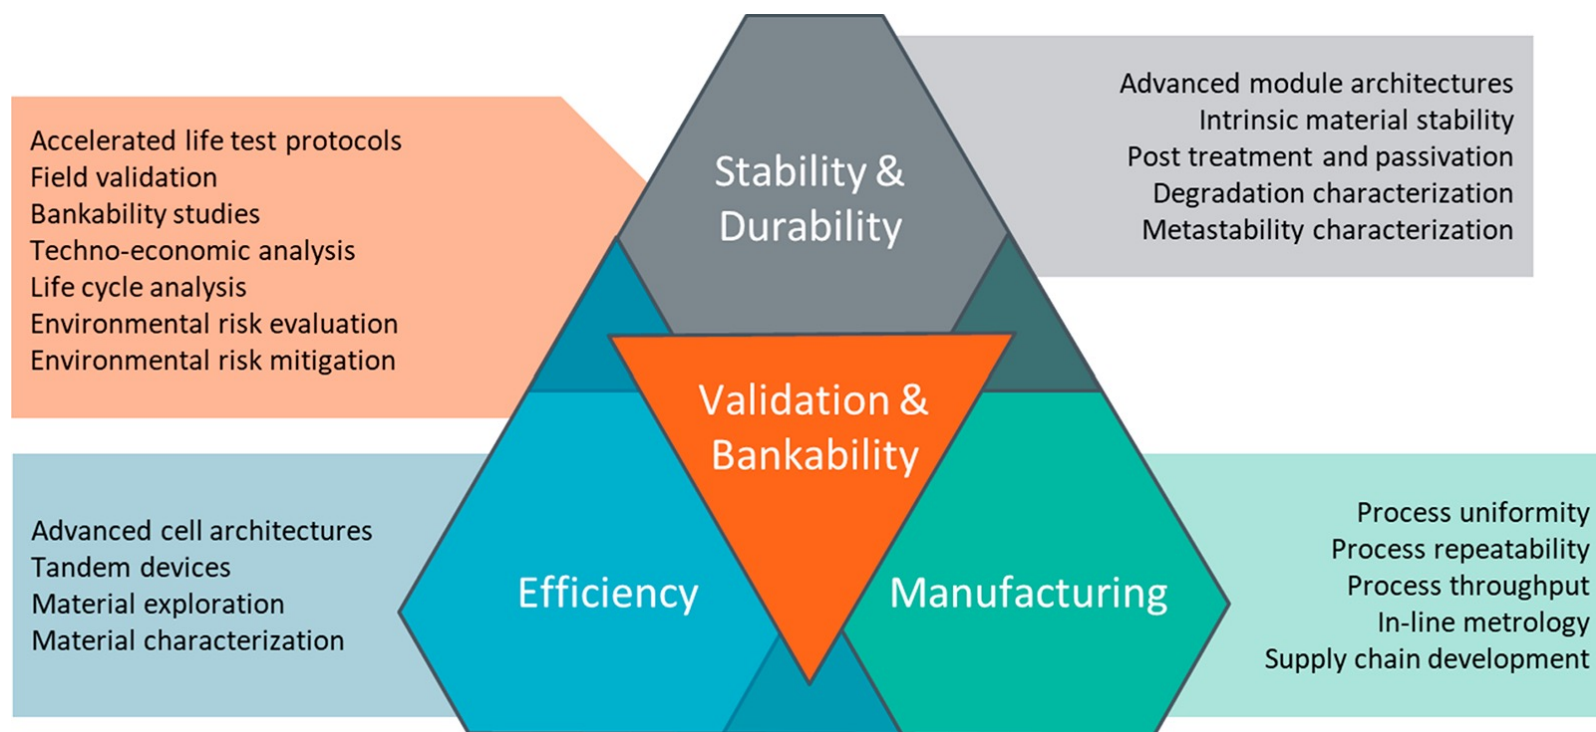 Stability &
Durability
Advanced module architectures
Intrinsic material stability
Post treatment and passivation
Degradation characterization
Metastability characterization
Accelerated life test protocols
Field validation
Bankability studies
Techno-economic analysis
Life cycle analysis
Environmental risk evaluation
Environmental risk mitigation
Validation &
Bankability
Advanced cell architectures
Tandem devices
Material exploration
Material characterization
Efficiency
Manufacturing
Process uniformity
Process repeatability
Process throughput
In-line metrology
Supply chain development